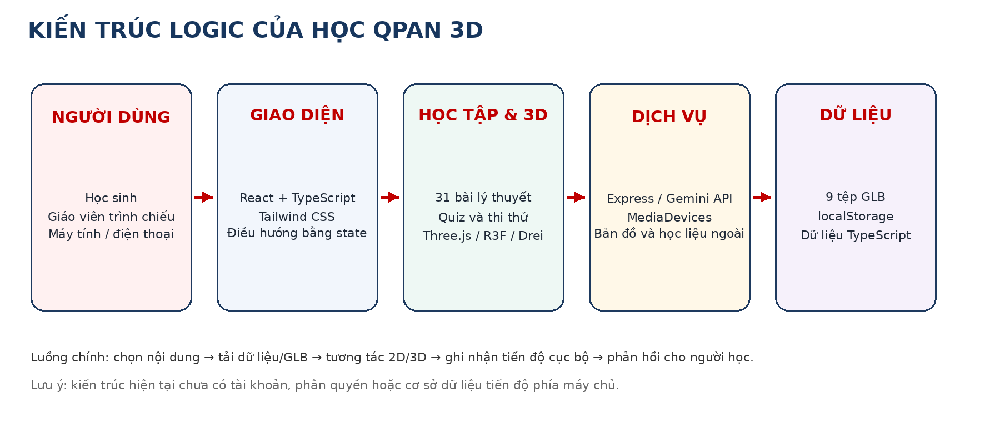 KIẾN TRÚC LOGIC CỦA HỌC QPAN 3D
NGƯỜI DÙNG
Học sinh
Giáo viên trình chiếu
Máy tính / điện thoại
GIAO DIỆN
React + TypeScript
Tailwind CSS
Điều hướng bằng state
HỌC TẬP & 3D
31 bài lý thuyết
Quiz và thi thử
Three.js / R3F / Drei
DỊCH VỤ
Express / Gemini API
MediaDevices
Bản đồ và học liệu ngoài
DỮ LIỆU
9 tệp GLB
localStorage
Dữ liệu TypeScript
Luồng chính: chọn nội dung → tải dữ liệu/GLB → tương tác 2D/3D → ghi nhận tiến độ cục bộ → phản hồi cho người học.
Lưu ý: kiến trúc hiện tại chưa có tài khoản, phân quyền hoặc cơ sở dữ liệu tiến độ phía máy chủ.